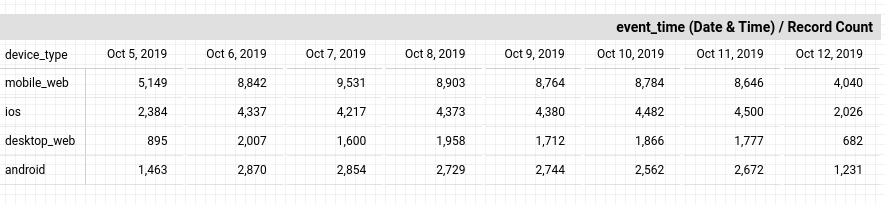 event_time (Date & Time) / Record Count
device_type Oct 5, 2019 Oct 6, 2019 Oct 7, 2019 Oct 8, 2019 Oct 9, 2019 Oct 10, 2019 Oct 11, 2019 Oct 12, 2019
mobile_web 5,149 8,842 9,531 8,903 8,764 8,784 8,646 4,040
ios 2,384 4,337 4,217 4,373 4,380 4,482 4,500 2,026
desktop_web 895 2,007 1,600 1,958 1,712 1,866 1,777 682
android 1,463 2,870 2,854 2,729 2,744 2,562 2,672 1,231